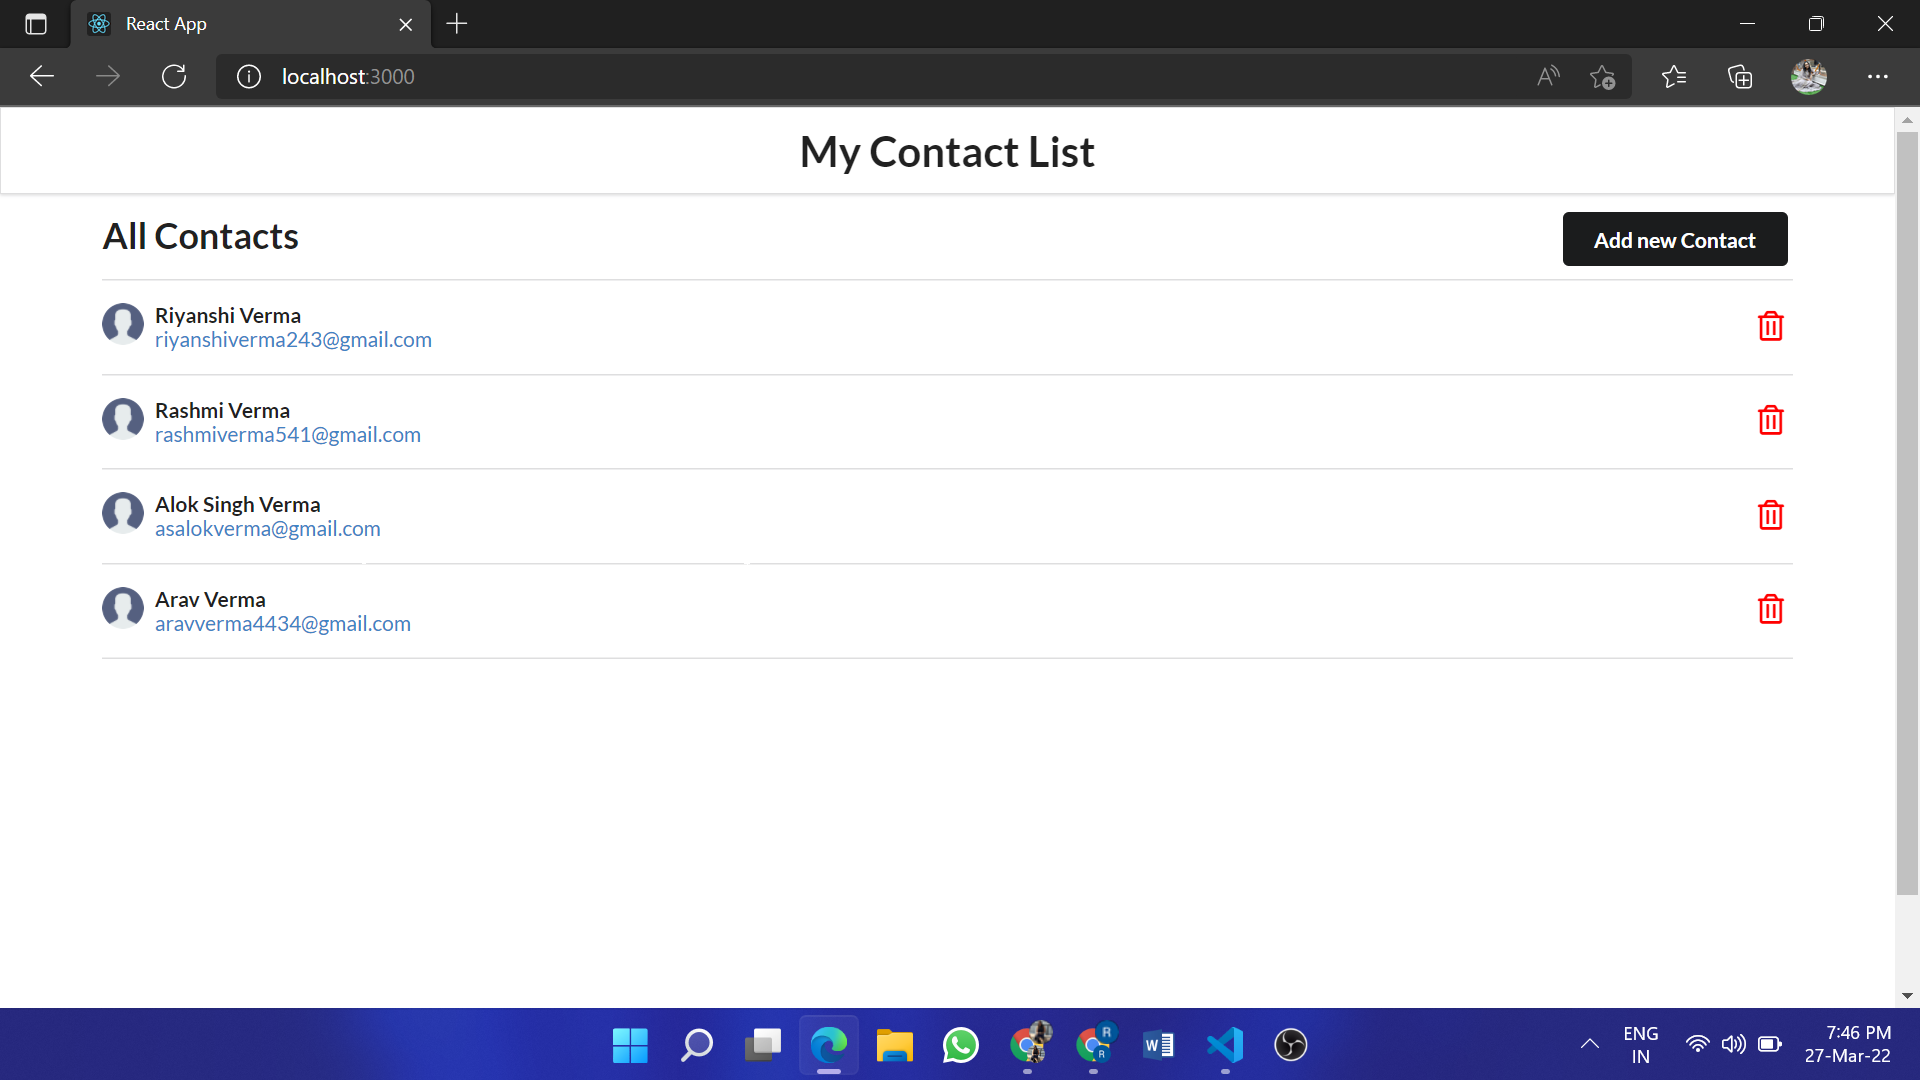 React App
localhost:3000
My Contact List
All Contacts
Add new Contact
Riyanshi Verma
riyanshiverma243@gmail.com
Rashmi Verma
rashmiverma541@gmail.com
Alok Singh Verma
asalokverma@gmail.com
Arav Verma
aravverma4434@gmail.com
ENG
IN
7:46 PM
27-Mar-22